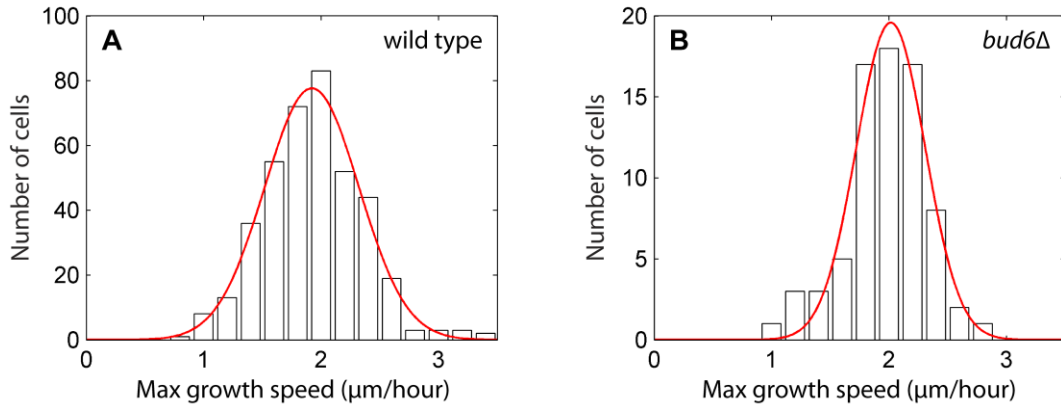 A
wild type
Number of cells
100
80
60
40
20
0
0
1
2
3
Max growth speed (μm/hour)
B
bud6Δ
Number of cells
20
15
10
5
0
0
1
2
3
Max growth speed (μm/hour)